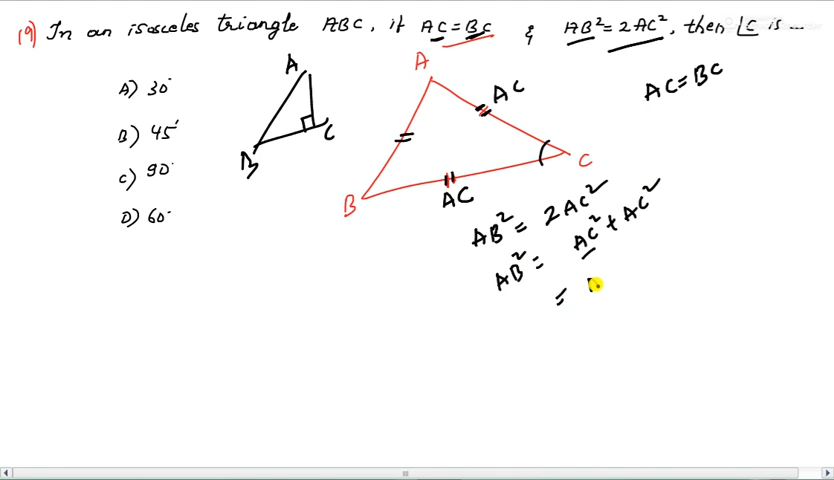 19) In an isosceles triangle ABC, if AC = BC & AB² = 2AC², then ∠C is ...
A) 30°
B) 45°
C) 90°
D) 60°
A
B
C
A
B
C
AC
AC
AC = BC
AB² = 2AC²
AB² = AC² + AC²
=